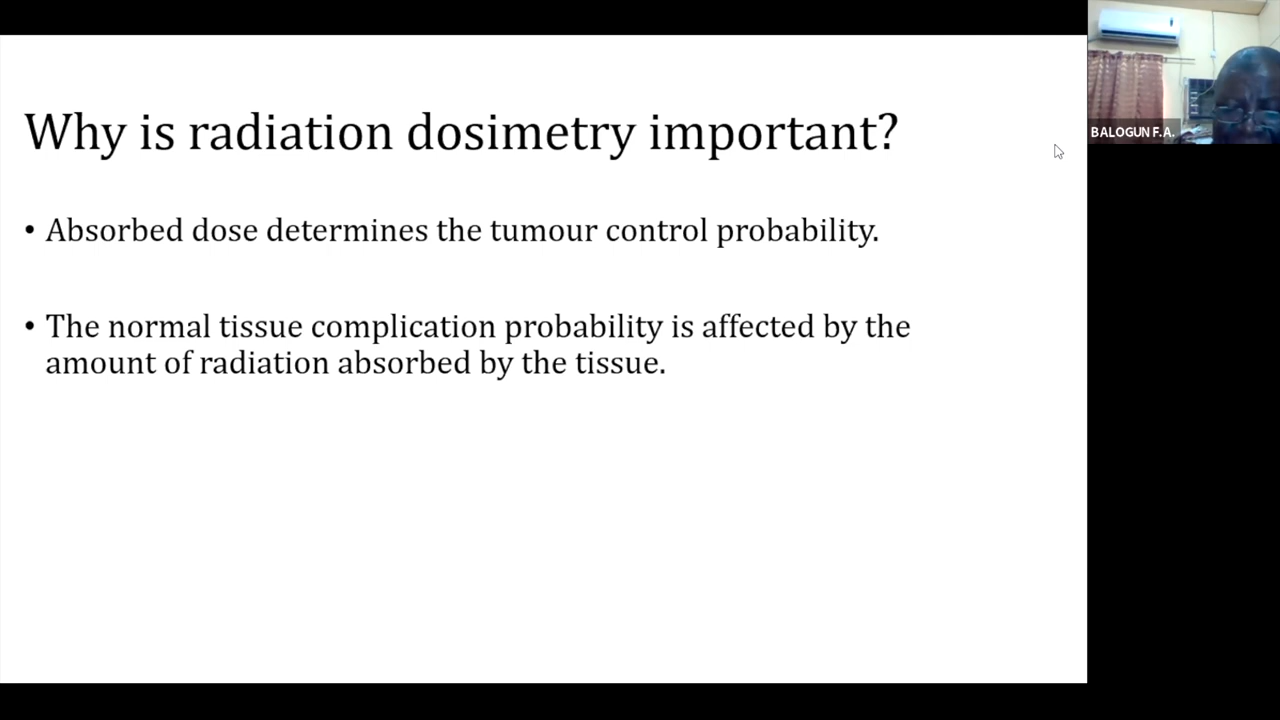 Why is radiation dosimetry important?
• Absorbed dose determines the tumour control probability.
• The normal tissue complication probability is affected by the
amount of radiation absorbed by the tissue.
BALOGUN F.A.